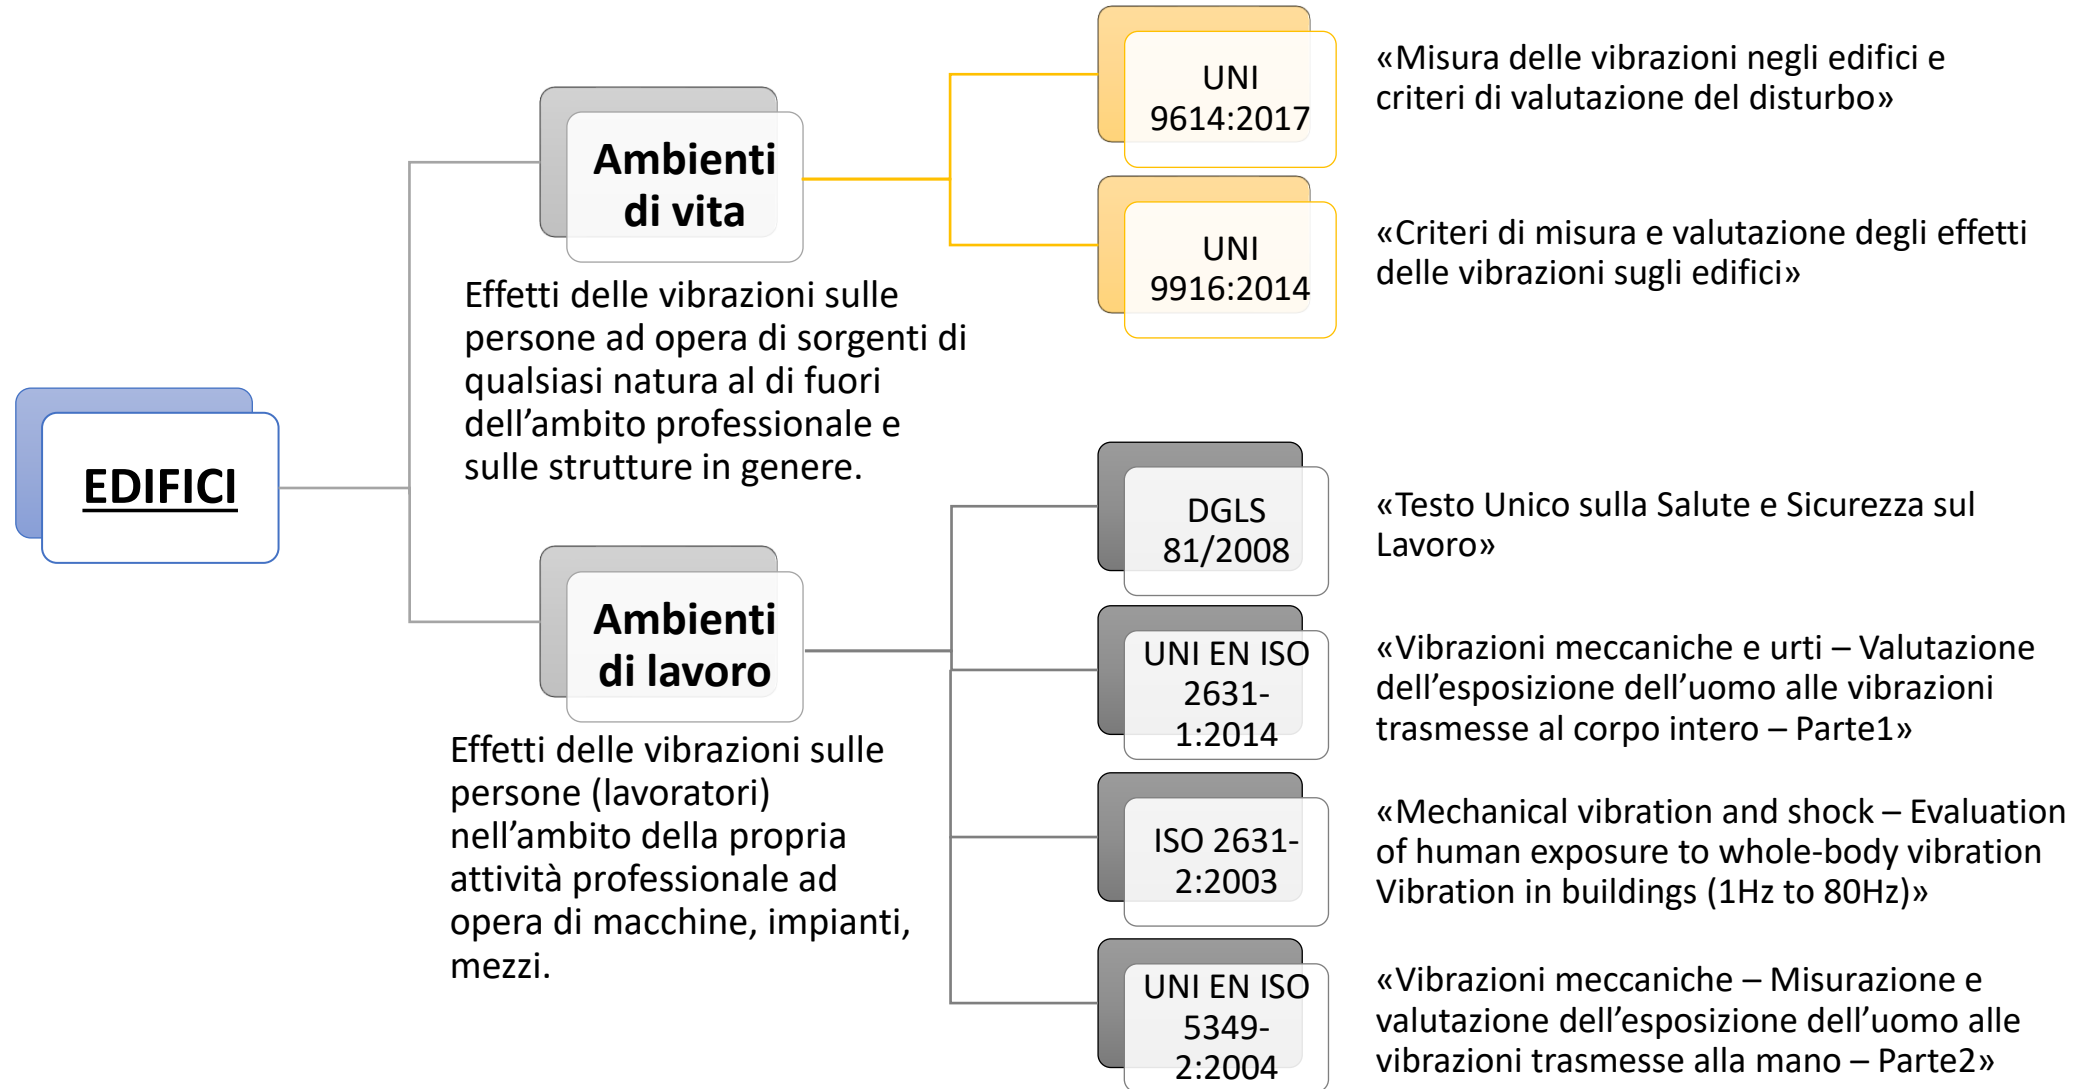 EDIFICI
Ambienti
di vita
Effetti delle vibrazioni sulle
persone ad opera di sorgenti di
qualsiasi natura al di fuori
dell’ambito professionale e
sulle strutture in genere.
UNI
9614:2017
«Misura delle vibrazioni negli edifici e
criteri di valutazione del disturbo»
UNI
9916:2014
«Criteri di misura e valutazione degli effetti
delle vibrazioni sugli edifici»
Ambienti
di lavoro
Effetti delle vibrazioni sulle
persone (lavoratori)
nell’ambito della propria
attività professionale ad
opera di macchine, impianti,
mezzi.
DGLS
81/2008
«Testo Unico sulla Salute e Sicurezza sul
Lavoro»
UNI EN ISO
2631-
1:2014
«Vibrazioni meccaniche e urti – Valutazione
dell’esposizione dell’uomo alle vibrazioni
trasmesse al corpo intero – Parte1»
ISO 2631-
2:2003
«Mechanical vibration and shock – Evaluation
of human exposure to whole-body vibration
Vibration in buildings (1Hz to 80Hz)»
UNI EN ISO
5349-
2:2004
«Vibrazioni meccaniche – Misurazione e
valutazione dell’esposizione dell’uomo alle
vibrazioni trasmesse alla mano – Parte2»